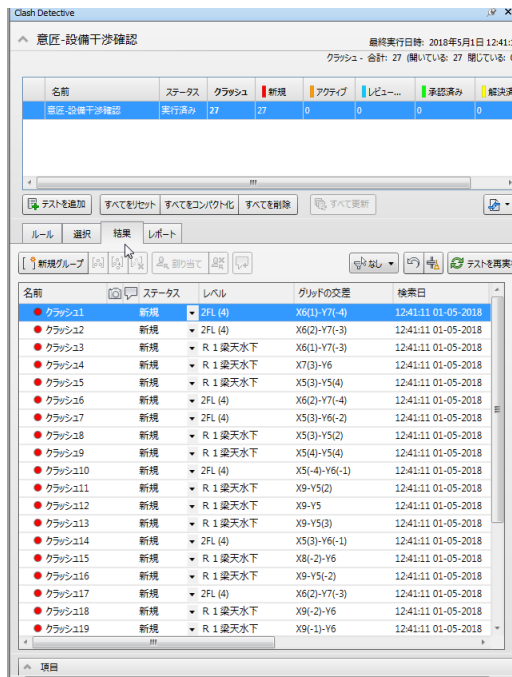 Clash Detective
意匠-設備干渉確認
最終実行日時: 2018年5月1日 12:41:
クラッシュ - 合計: 27 (開いている: 27 閉じている:
名前 ステータス クラッシュ 新規 アクティブ レビュー... 承認済み 解決済
意匠-設備干渉確認 実行済み 27 27 0 0 0 0
テストを追加 すべてをリセット すべてをコンパクト化 すべてを削除 すべて更新
ルール 選択 結果 レポート
新規グループ 割り当て なし テストを再実
名前 ステータス レベル グリッドの交差 検索日
クラッシュ1 新規 2FL (4) X6(1)-Y7(-4) 12:41:11 01-05-2018
クラッシュ2 新規 2FL (4) X6(2)-Y7(-3) 12:41:11 01-05-2018
クラッシュ3 新規 R 1 梁天水下 X6(1)-Y7(-3) 12:41:11 01-05-2018
クラッシュ4 新規 R 1 梁天水下 X7(3)-Y6 12:41:11 01-05-2018
クラッシュ5 新規 R 1 梁天水下 X5(3)-Y5(4) 12:41:11 01-05-2018
クラッシュ6 新規 2FL (4) X6(2)-Y7(-4) 12:41:11 01-05-2018
クラッシュ7 新規 2FL (4) X5(3)-Y6(-2) 12:41:11 01-05-2018
クラッシュ8 新規 R 1 梁天水下 X5(3)-Y5(2) 12:41:11 01-05-2018
クラッシュ9 新規 R 1 梁天水下 X5(4)-Y5(4) 12:41:11 01-05-2018
クラッシュ10 新規 2FL (4) X5(-4)-Y6(-1) 12:41:11 01-05-2018
クラッシュ11 新規 R 1 梁天水下 X9-Y5(2) 12:41:11 01-05-2018
クラッシュ12 新規 R 1 梁天水下 X9-Y5 12:41:11 01-05-2018
クラッシュ13 新規 R 1 梁天水下 X9-Y5(3) 12:41:11 01-05-2018
クラッシュ14 新規 2FL (4) X5(3)-Y6(-1) 12:41:11 01-05-2018
クラッシュ15 新規 R 1 梁天水下 X8(-2)-Y6 12:41:11 01-05-2018
クラッシュ16 新規 R 1 梁天水下 X9-Y5(-2) 12:41:11 01-05-2018
クラッシュ17 新規 2FL (4) X6(2)-Y7(-3) 12:41:11 01-05-2018
クラッシュ18 新規 R 1 梁天水下 X9(-2)-Y6 12:41:11 01-05-2018
クラッシュ19 新規 R 1 梁天水下 X9(-1)-Y6 12:41:11 01-05-2018
項目